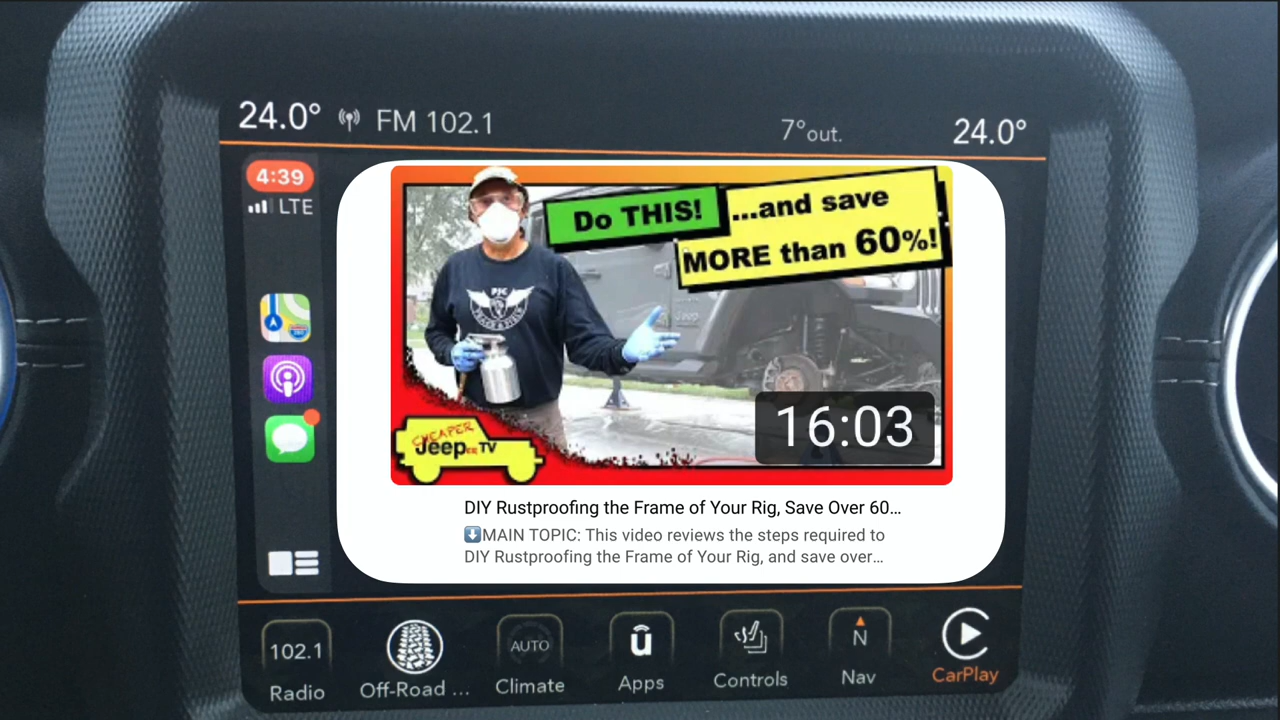 24.0° FM 102.1 7°out. 24.0°
4:39
LTE
Do THIS!
...and save
MORE than 60%!
PJC
TRACK & FIELD
CHEAPER
Jeep TV
16:03
DIY Rustproofing the Frame of Your Rig, Save Over 60...
⬇MAIN TOPIC: This video reviews the steps required to
DIY Rustproofing the Frame of Your Rig, and save over...
102.1 AUTO ū N
Radio Off-Road ... Climate Apps Controls Nav CarPlay